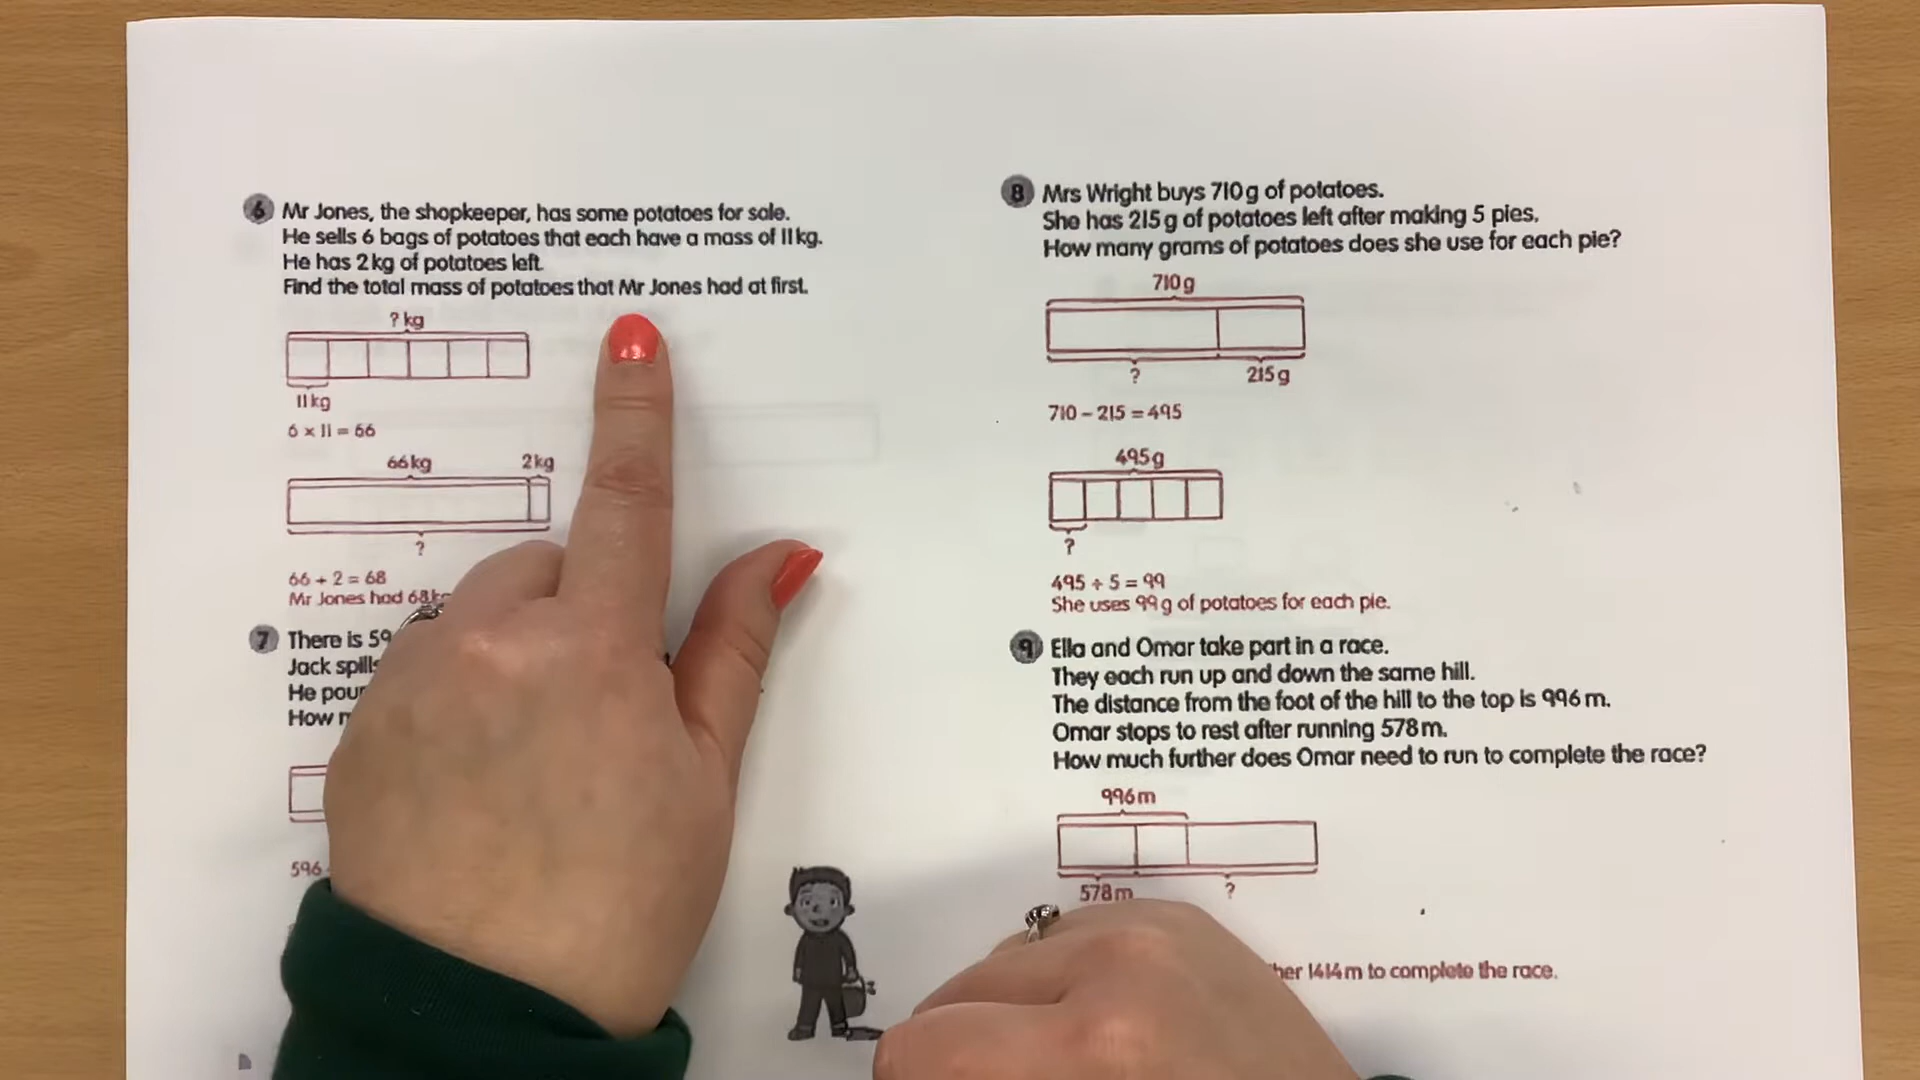 6 Mr Jones, the shopkeeper, has some potatoes for sale.
He sells 6 bags of potatoes that each have a mass of 11 kg.
He has 2 kg of potatoes left.
Find the total mass of potatoes that Mr Jones had at first.
? kg
11 kg
6 × 11 = 66
66 kg 2 kg
?
66 + 2 = 68
Mr Jones had 68
7 There is
Jack
He
596
8 Mrs Wright buys 710 g of potatoes.
She has 215 g of potatoes left after making 5 pies.
How many grams of potatoes does she use for each pie?
710 g
? 215 g
710 – 215 = 495
495 g
?
495 ÷ 5 = 99
She uses 99 g of potatoes for each pie.
9 Ella and Omar take part in a race.
They each run up and down the same hill.
The distance from the foot of the hill to the top is 996 m.
Omar stops to rest after running 578 m.
How much further does Omar need to run to complete the race?
996 m
578 m ?
1414 m to complete the race.